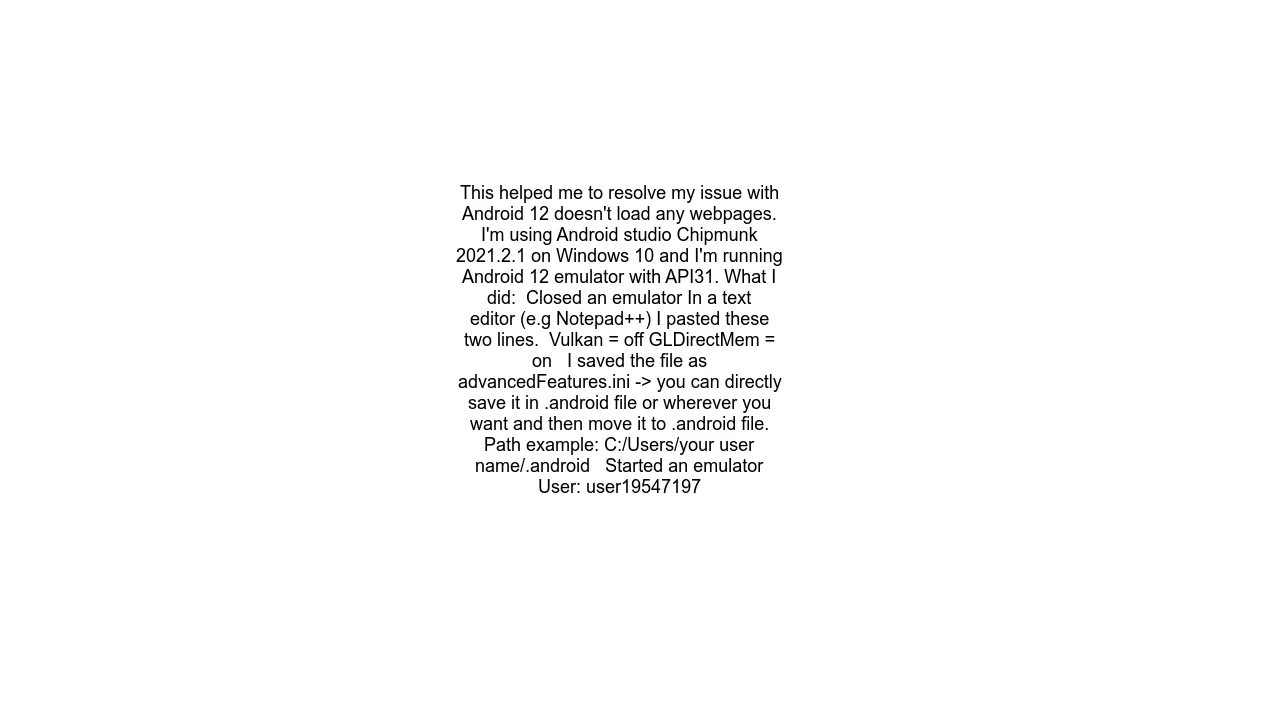 This helped me to resolve my issue with
Android 12 doesn't load any webpages.
I'm using Android studio Chipmunk
2021.2.1 on Windows 10 and I'm running
Android 12 emulator with API31. What I
did:  Closed an emulator In a text
editor (e.g Notepad++) I pasted these
two lines.  Vulkan = off GLDirectMem =
on   I saved the file as
advancedFeatures.ini -> you can directly
save it in .android file or wherever you
want and then move it to .android file.
Path example: C:/Users/your user
name/.android   Started an emulator
User: user19547197